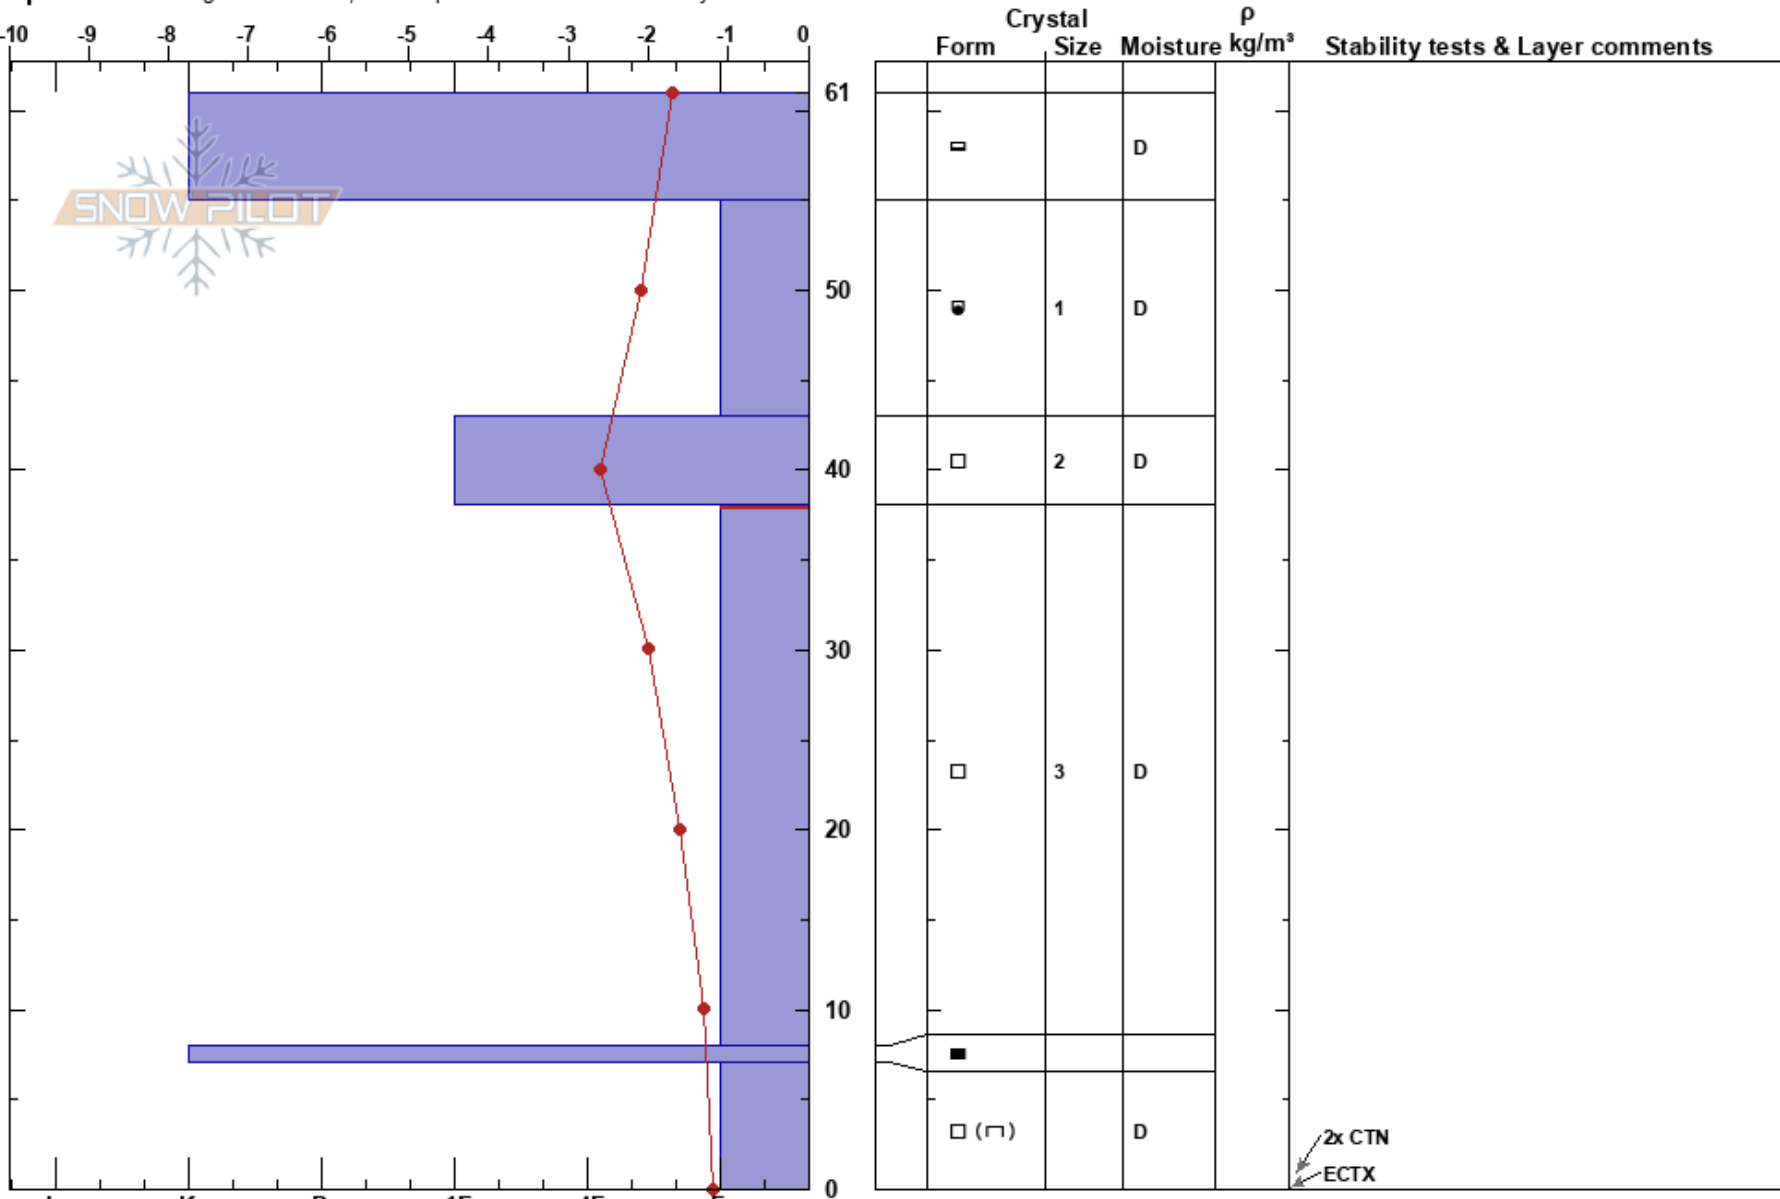 Crystal ρ
-10 -9 -8 -7 -6 -5 -4 -3 -2 -1 0 Form Size Moisture kg/m³ Stability tests & Layer comments
61
SNOW PILOT
D
50
1 D
40
2 D
30
3 D
20
10
( ) D
2x CTN
ECTX
0